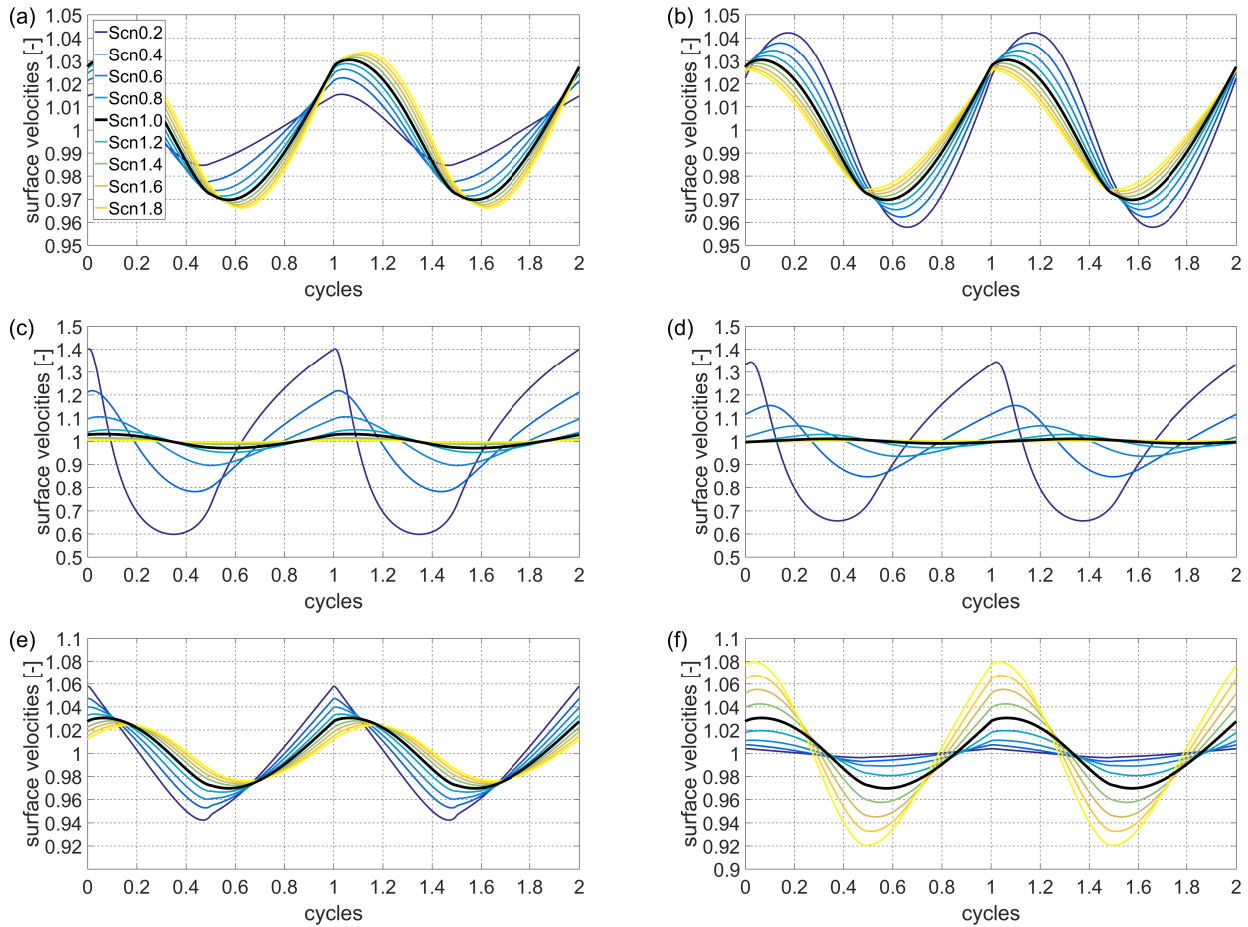 (a)
surface velocities [-]
1.05
1.04
1.03
1.02
1.01
1
0.99
0.98
0.97
0.96
0.95
Scn0.2
Scn0.4
Scn0.6
Scn0.8
Scn1.0
Scn1.2
Scn1.4
Scn1.6
Scn1.8
0 0.2 0.4 0.6 0.8 1 1.2 1.4 1.6 1.8 2
cycles
(b)
surface velocities [-]
1.05
1.04
1.03
1.02
1.01
1
0.99
0.98
0.97
0.96
0.95
0 0.2 0.4 0.6 0.8 1 1.2 1.4 1.6 1.8 2
cycles
(c)
surface velocities [-]
1.5
1.4
1.3
1.2
1.1
1
0.9
0.8
0.7
0.6
0.5
0 0.2 0.4 0.6 0.8 1 1.2 1.4 1.6 1.8 2
cycles
(d)
surface velocities [-]
1.5
1.4
1.3
1.2
1.1
1
0.9
0.8
0.7
0.6
0.5
0 0.2 0.4 0.6 0.8 1 1.2 1.4 1.6 1.8 2
cycles
(e)
surface velocities [-]
1.1
1.08
1.06
1.04
1.02
1
0.98
0.96
0.94
0.92
0 0.2 0.4 0.6 0.8 1 1.2 1.4 1.6 1.8 2
cycles
(f)
surface velocities [-]
1.1
1.08
1.06
1.04
1.02
1
0.98
0.96
0.94
0.92
0.9
0 0.2 0.4 0.6 0.8 1 1.2 1.4 1.6 1.8 2
cycles